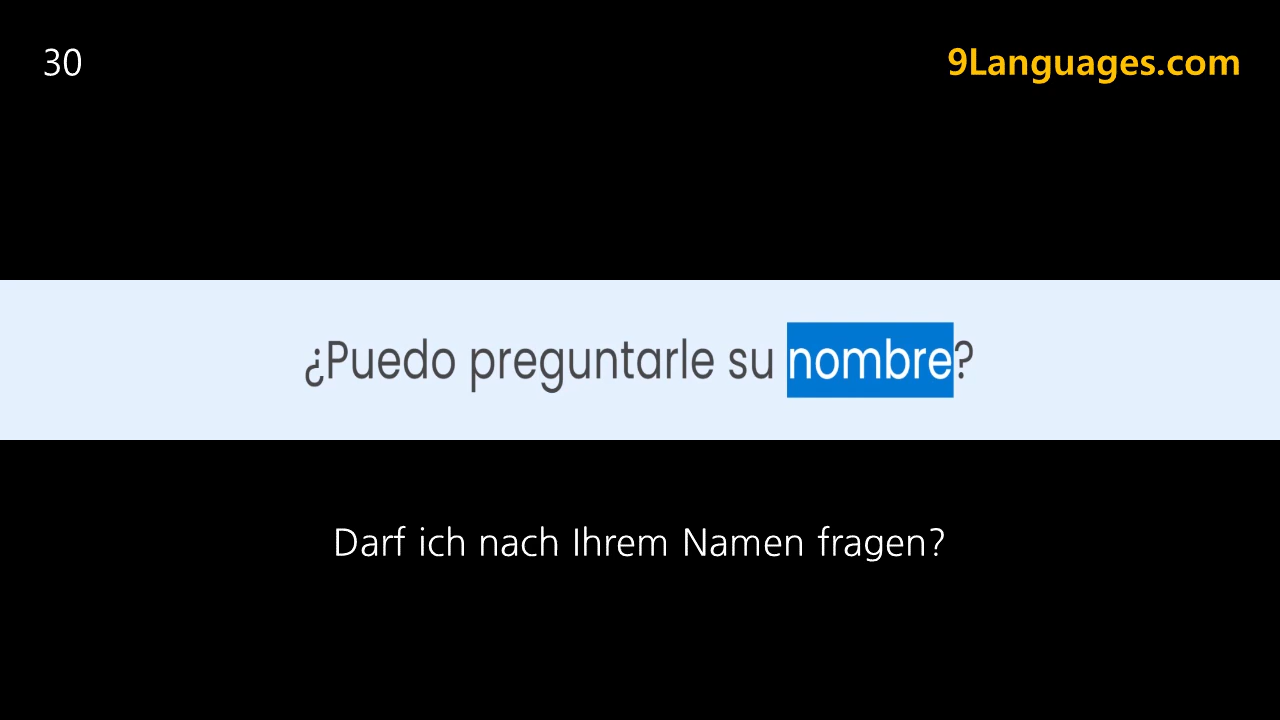 30
9Languages.com
¿Puedo preguntarle su nombre?
Darf ich nach Ihrem Namen fragen?